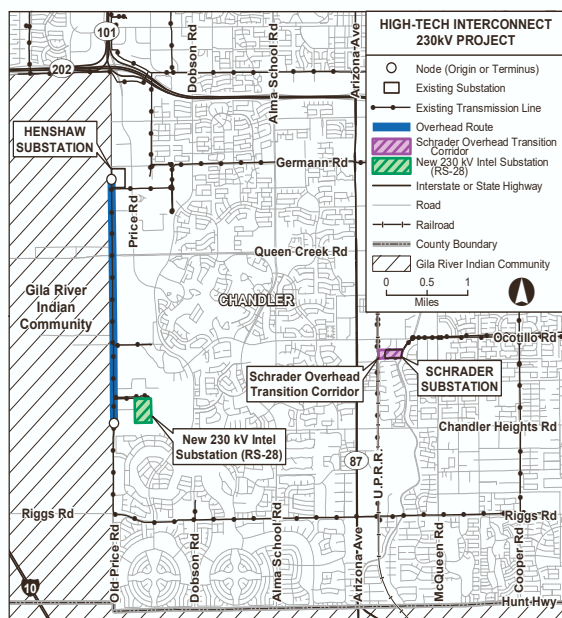 HIGH-TECH INTERCONNECT
230kV PROJECT
Node (Origin or Terminus)
Existing Substation
Existing Transmission Line
Overhead Route
Schrader Overhead Transition
Corridor
New 230 kV Intel Substation
(RS-28)
Interstate or State Highway
Road
Railroad
County Boundary
Gila River Indian Community
0 0.5 1
Miles
101
202
Dobson Rd
Alma School Rd
Arizona Ave
HENSHAW
SUBSTATION
Germann Rd
Price Rd
Queen Creek Rd
Gila River
Indian
Community
CHANDLER
Ocotillo Rd
Schrader Overhead
Transition Corridor
SCHRADER
SUBSTATION
New 230 kV Intel
Substation (RS-28)
Chandler Heights Rd
87
U.P.R.R.
Riggs Rd
Riggs Rd
Old Price Rd
Dobson Rd
Alma School Rd
Arizona Ave
McQueen Rd
Cooper Rd
10
Hunt Hwy